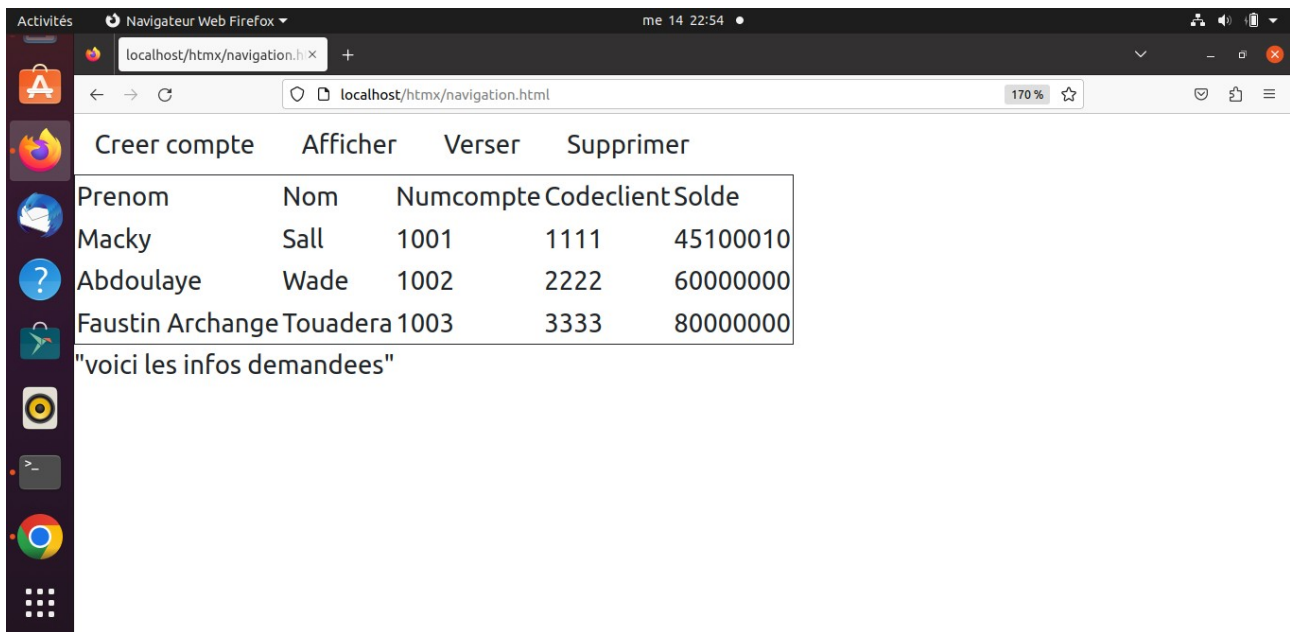 Activités Navigateur Web Firefox me 14 22:54
localhost/htmx/navigation.h
localhost/htmx/navigation.html 170 %
Creer compte Afficher Verser Supprimer
Prenom Nom Numcompte Codeclient Solde
Macky Sall 1001 1111 45100010
Abdoulaye Wade 1002 2222 60000000
Faustin Archange Touadera 1003 3333 80000000
"voici les infos demandees"